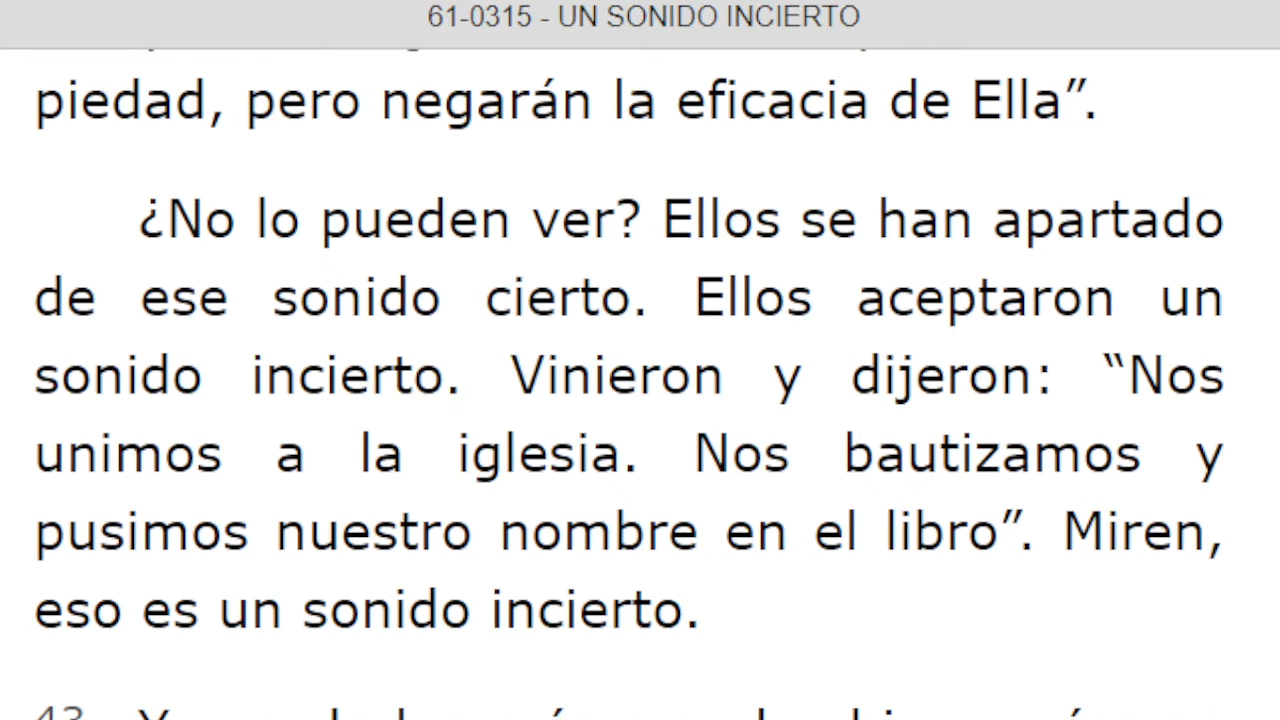 61-0315 - UN SONIDO INCIERTO
piedad, pero negarán la eficacia de Ella”.
¿No lo pueden ver? Ellos se han apartado
de ese sonido cierto. Ellos aceptaron un
sonido incierto. Vinieron y dijeron: “Nos
unimos a la iglesia. Nos bautizamos y
pusimos nuestro nombre en el libro”. Miren,
eso es un sonido incierto.
43